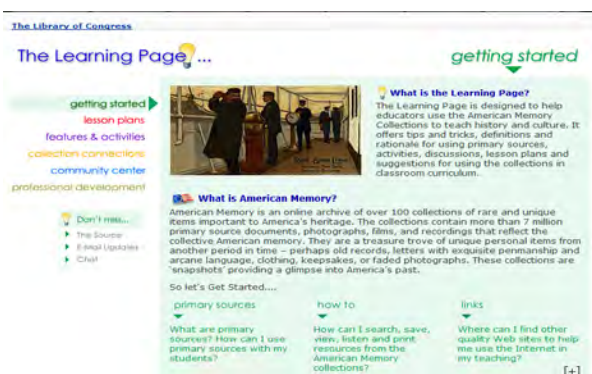 The Library of Congress
The Learning Page ...
getting started
getting started
lesson plans
features & activities
collection connections
community center
professional development
Don't miss...
The Source
E-Mail Updates
Chat
What is the Learning Page?
The Learning Page is designed to help
educators use the American Memory
Collections to teach history and culture. It
offers tips and tricks, definitions and
rationale for using primary sources,
activities, discussions, lesson plans and
suggestions for using the collections in
classroom curriculum.
What is American Memory?
American Memory is an online archive of over 100 collections of rare and unique
items important to America's heritage. The collections contain more than 7 million
primary source documents, photographs, films, and recordings that reflect the
collective American memory. They are a treasure trove of unique personal items from
another period in time – perhaps old records, letters with exquisite penmanship and
arcane language, clothing, keepsakes, or faded photographs. These collections are
'snapshots' providing a glimpse into America's past.
So let's Get Started....
primary sources
What are primary
sources? How can I use
primary sources with my
students?
how to
How can I search, save,
view, listen and print
resources from the
American Memory
collections?
links
Where can I find other
quality Web sites to help
me use the Internet in
my teaching?
[+]